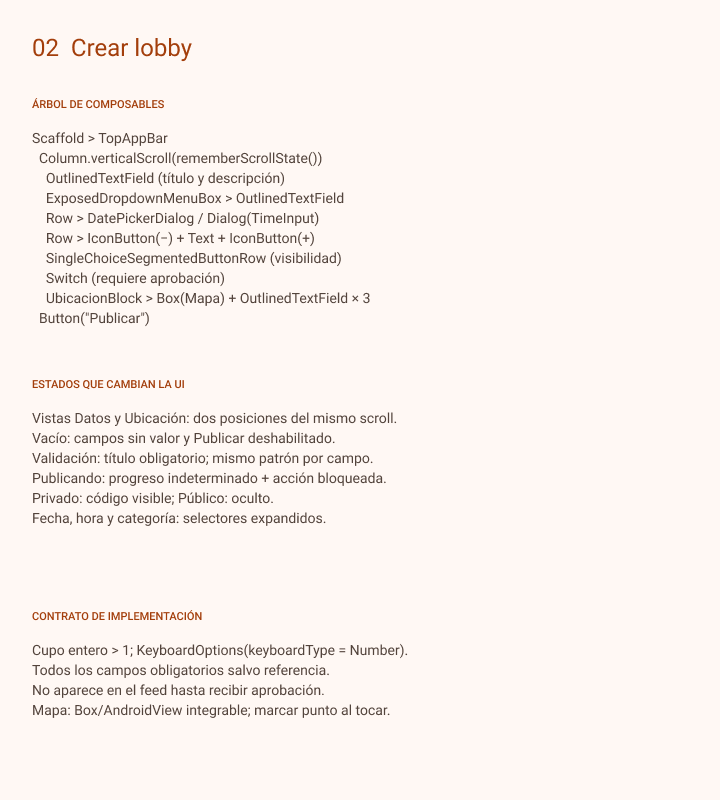 02 Crear lobby
ÁRBOL DE COMPOSABLES
Scaffold > TopAppBar
Column.verticalScroll(rememberScrollState())
OutlinedTextField (título y descripción)
ExposedDropdownMenuBox > OutlinedTextField
Row > DatePickerDialog / Dialog(TimeInput)
Row > IconButton(−) + Text + IconButton(+)
SingleChoiceSegmentedButtonRow (visibilidad)
Switch (requiere aprobación)
UbicacionBlock > Box(Mapa) + OutlinedTextField × 3
Button("Publicar")
ESTADOS QUE CAMBIAN LA UI
Vistas Datos y Ubicación: dos posiciones del mismo scroll.
Vacío: campos sin valor y Publicar deshabilitado.
Validación: título obligatorio; mismo patrón por campo.
Publicando: progreso indeterminado + acción bloqueada.
Privado: código visible; Público: oculto.
Fecha, hora y categoría: selectores expandidos.
CONTRATO DE IMPLEMENTACIÓN
Cupo entero > 1; KeyboardOptions(keyboardType = Number).
Todos los campos obligatorios salvo referencia.
No aparece en el feed hasta recibir aprobación.
Mapa: Box/AndroidView integrable; marcar punto al tocar.